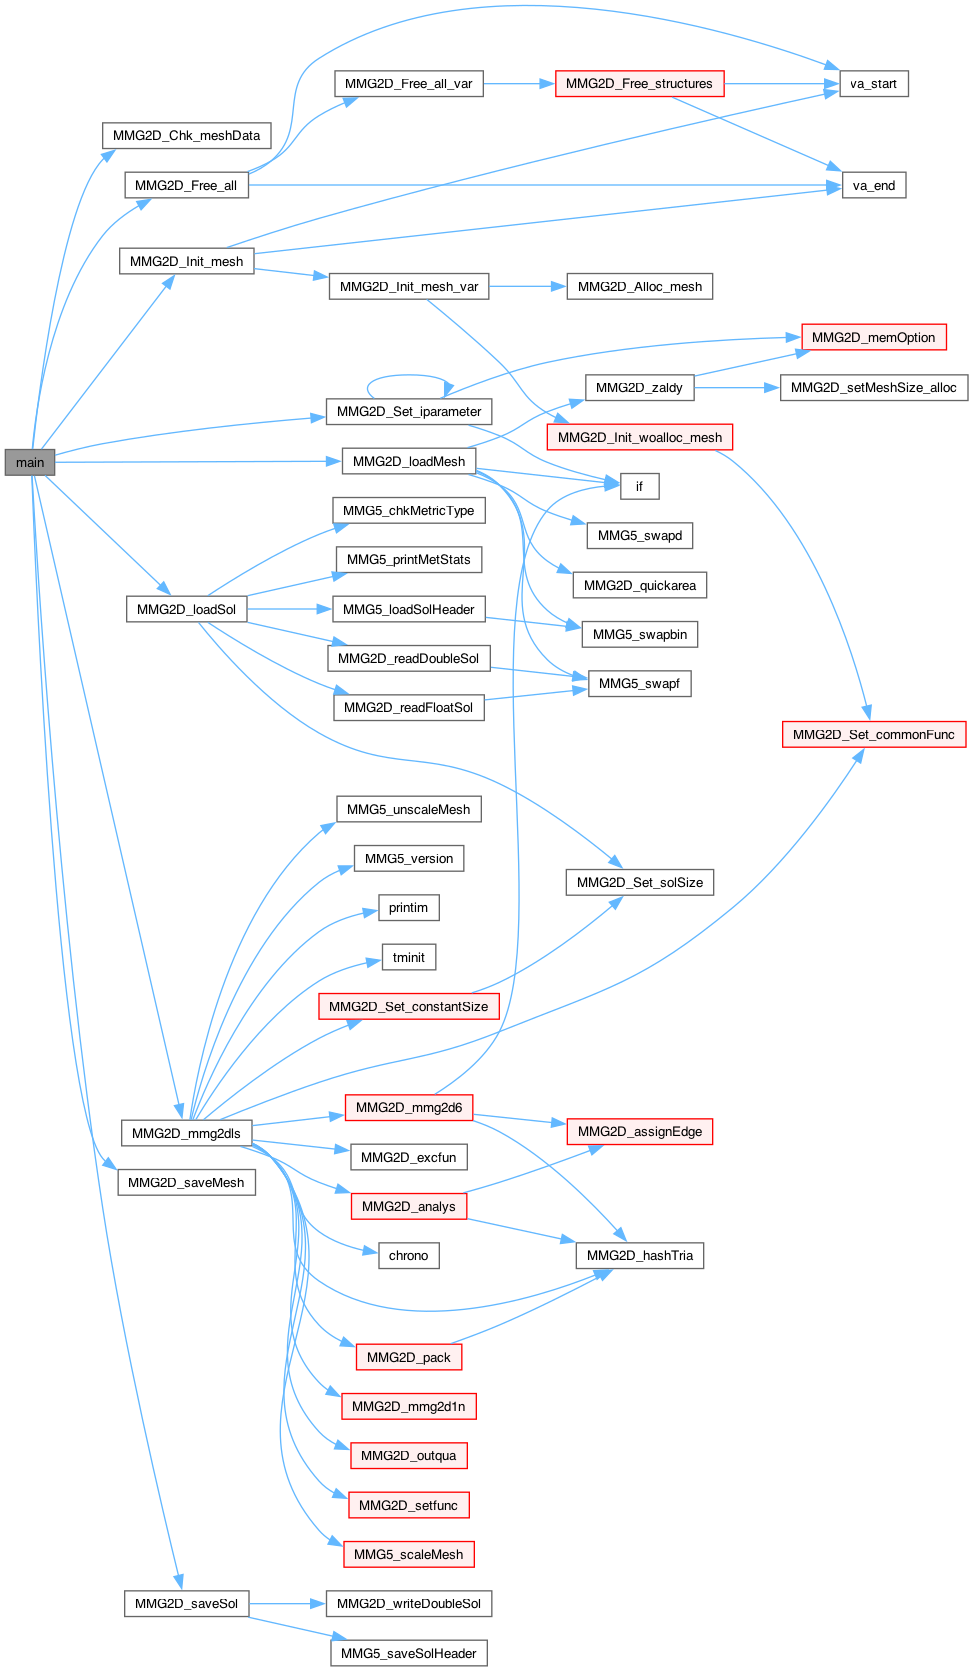 MMG2D_Free_all_var
MMG2D_Free_structures
va_start
MMG2D_Chk_meshData
MMG2D_Free_all
va_end
MMG2D_Init_mesh
MMG2D_Init_mesh_var
MMG2D_Alloc_mesh
MMG2D_memOption
MMG2D_zaldy
MMG2D_setMeshSize_alloc
MMG2D_Set_iparameter
MMG2D_Init_woalloc_mesh
main
MMG2D_loadMesh
if
MMG5_chkMetricType
MMG5_swapd
MMG5_printMetStats
MMG2D_quickarea
MMG2D_loadSol
MMG5_loadSolHeader
MMG5_swapbin
MMG2D_readDoubleSol
MMG5_swapf
MMG2D_readFloatSol
MMG2D_Set_commonFunc
MMG5_unscaleMesh
MMG5_version
MMG2D_Set_solSize
printim
tminit
MMG2D_Set_constantSize
MMG2D_mmg2d6
MMG2D_mmg2dls
MMG2D_assignEdge
MMG2D_excfun
MMG2D_saveMesh
MMG2D_analys
chrono
MMG2D_hashTria
MMG2D_pack
MMG2D_mmg2d1n
MMG2D_outqua
MMG2D_setfunc
MMG5_scaleMesh
MMG2D_saveSol
MMG2D_writeDoubleSol
MMG5_saveSolHeader